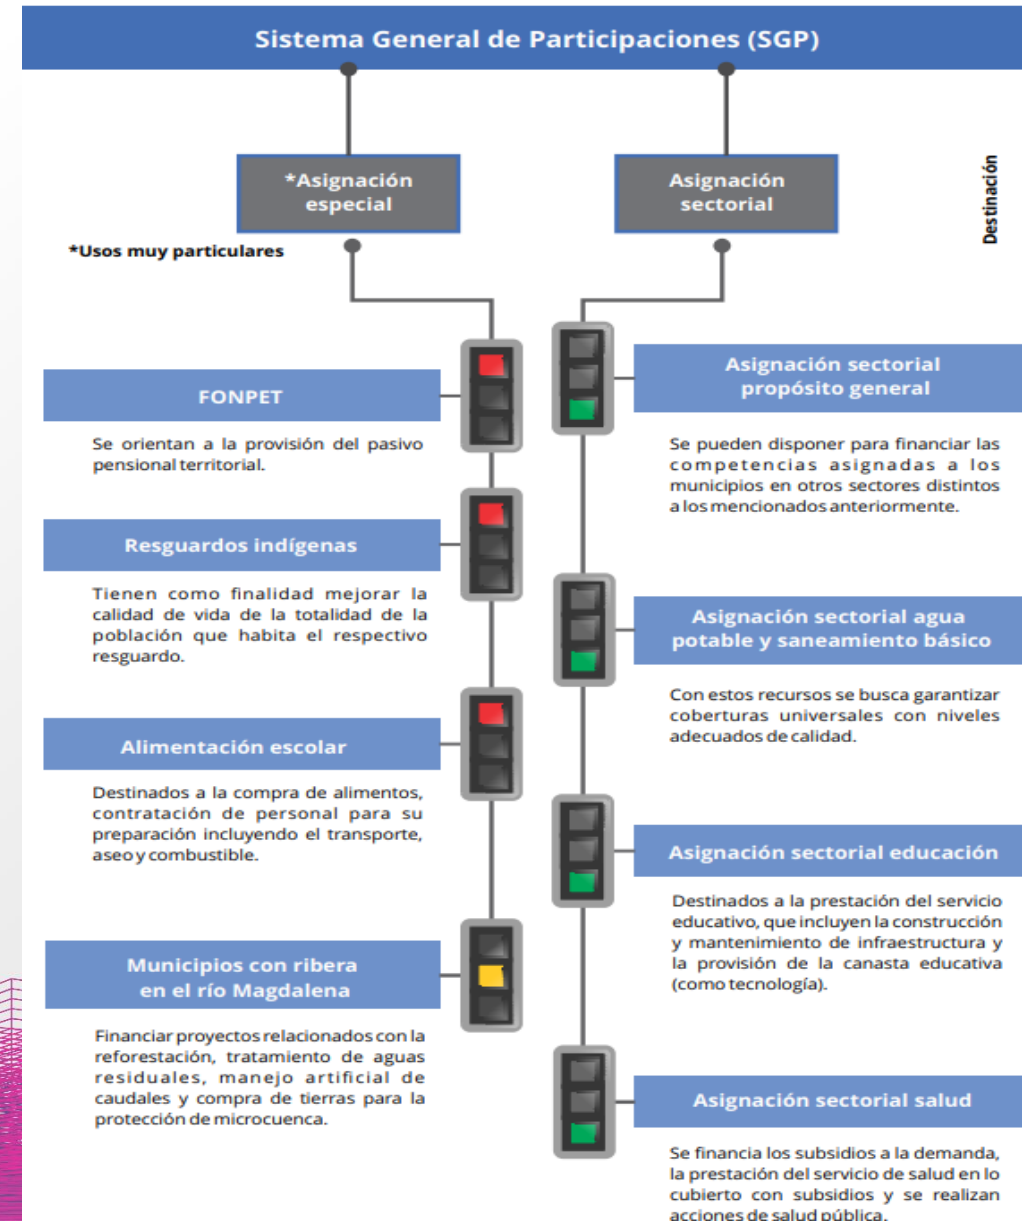 Sistema General de Participaciones (SGP)
*Asignación
especial
*Usos muy particulares
Asignación
sectorial
Destinación
FONPET
Se orientan a la provisión del pasivo
pensional territorial.
Resguardos indígenas
Tienen como finalidad mejorar la
calidad de vida de la totalidad de la
población que habita el respectivo
resguardo.
Alimentación escolar
Destinados a la compra de alimentos,
contratación de personal para su
preparación incluyendo el transporte,
aseo y combustible.
Municipios con ribera
en el río Magdalena
Financiar proyectos relacionados con la
reforestación, tratamiento de aguas
residuales, manejo artificial de
caudales y compra de tierras para la
protección de microcuenca.
Asignación sectorial
propósito general
Se pueden disponer para financiar las
competencias asignadas a los
municipios en otros sectores distintos
a los mencionados anteriormente.
Asignación sectorial agua
potable y saneamiento básico
Con estos recursos se busca garantizar
coberturas universales con niveles
adecuados de calidad.
Asignación sectorial educación
Destinados a la prestación del servicio
educativo, que incluyen la construcción
y mantenimiento de infraestructura y
la provisión de la canasta educativa
(como tecnología).
Asignación sectorial salud
Se financia los subsidios a la demanda,
la prestación del servicio de salud en lo
cubierto con subsidios y se realizan
acciones de salud pública.